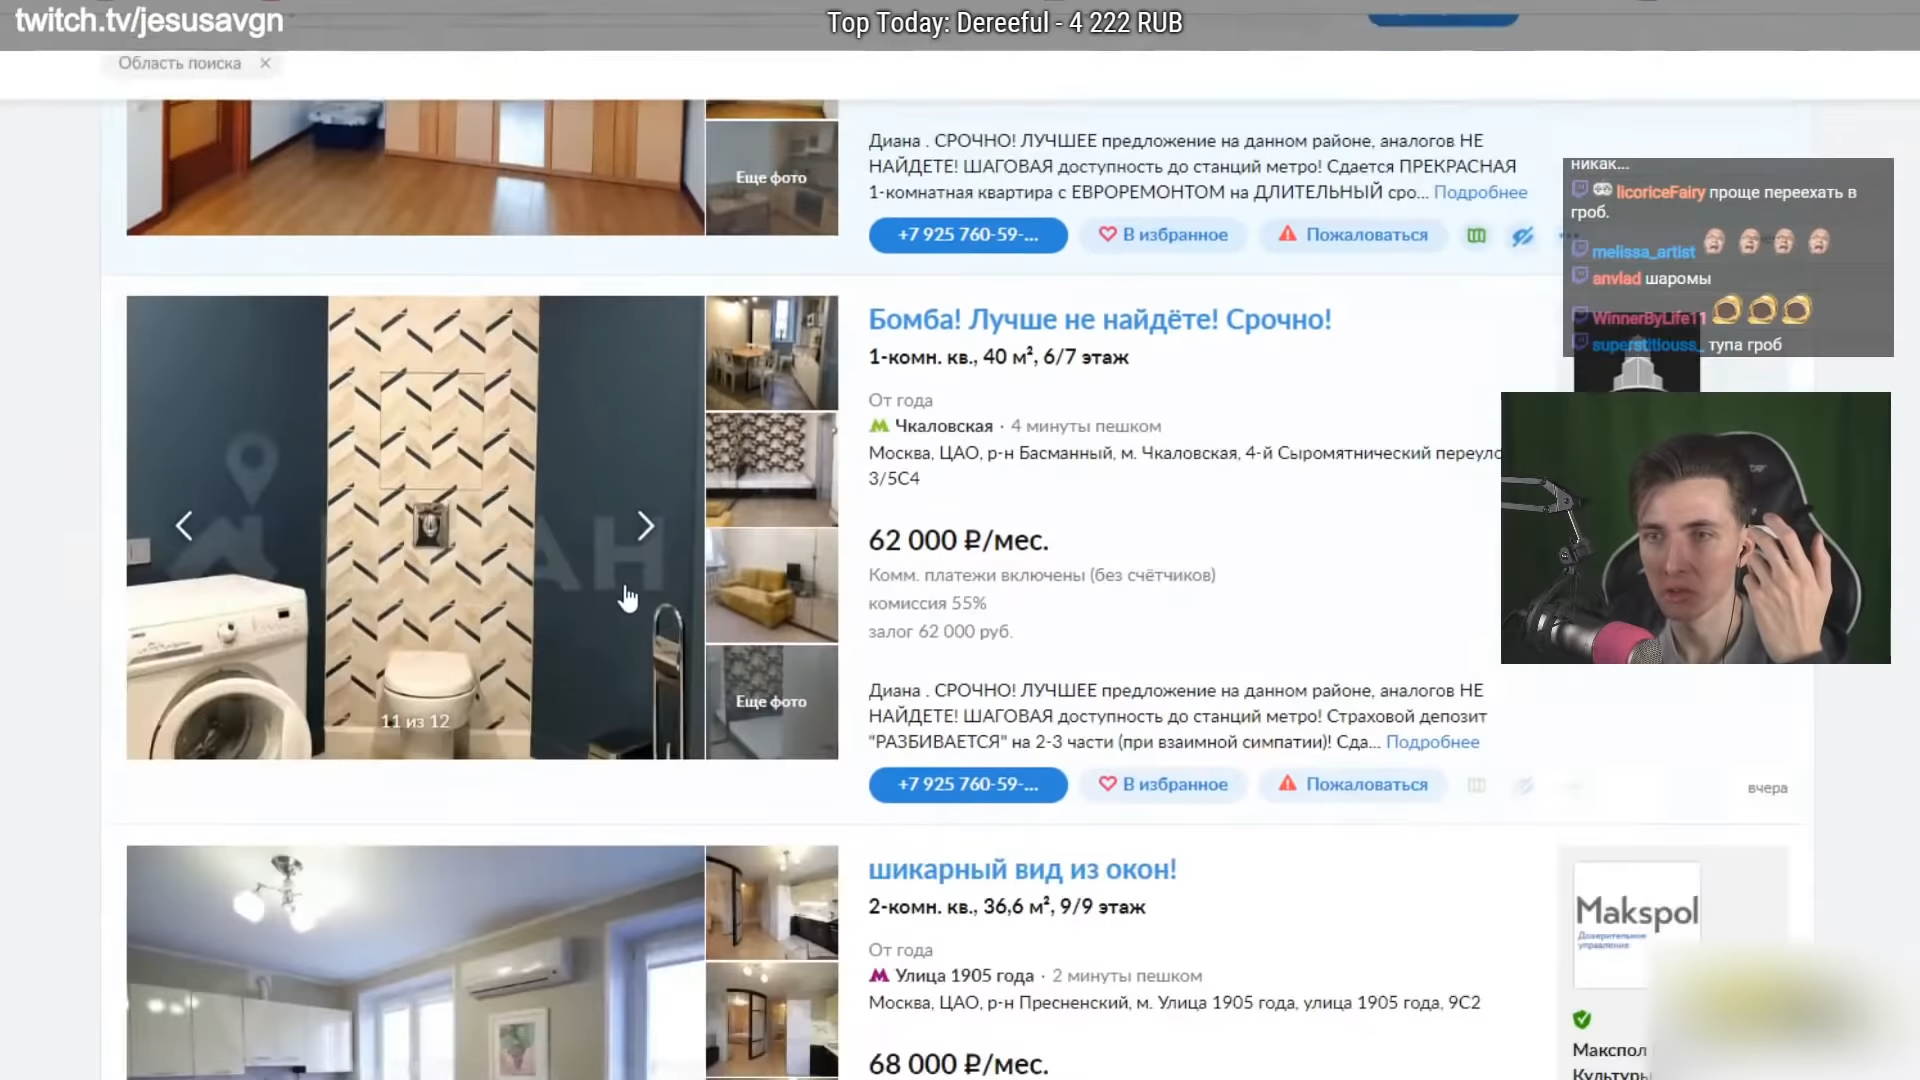 twitch.tv/jesusavgn
Top Today: Dereeful - 4 222 RUB
Область поиска ×
Еще фото
Диана . СРОЧНО! ЛУЧШЕЕ предложение на данном районе, аналогов НЕ
НАЙДЕТЕ! ШАГОВАЯ доступность до станций метро! Сдается ПРЕКРАСНАЯ
1-комнатная квартира с ЕВРОРЕМОНТОМ на ДЛИТЕЛЬНЫЙ сро... Подробнее
+7 925 760-59-...
В избранное
Пожаловаться
никак...
licoriceFairy проще переехать в
гроб.
melissa_artist
anvlad шаромы
WinnerByLife11
superstitiouss_ тупа гроб
Бомба! Лучше не найдёте! Срочно!
1-комн. кв., 40 м², 6/7 этаж
От года
Чкаловская · 4 минуты пешком
Москва, ЦАО, р-н Басманный, м. Чкаловская, 4-й Сыромятнический переуло
3/5С4
62 000 ₽/мес.
Комм. платежи включены (без счётчиков)
комиссия 55%
залог 62 000 руб.
11 из 12
Еще фото
Диана . СРОЧНО! ЛУЧШЕЕ предложение на данном районе, аналогов НЕ
НАЙДЕТЕ! ШАГОВАЯ доступность до станций метро! Страховой депозит
"РАЗБИВАЕТСЯ" на 2-3 части (при взаимной симпатии)! Сда... Подробнее
+7 925 760-59-...
В избранное
Пожаловаться
вчера
шикарный вид из окон!
2-комн. кв., 36,6 м², 9/9 этаж
От года
Улица 1905 года · 2 минуты пешком
Москва, ЦАО, р-н Пресненский, м. Улица 1905 года, улица 1905 года, 9С2
68 000 ₽/мес.
Makspol
Доверительное
управление
Макспол
Культуры